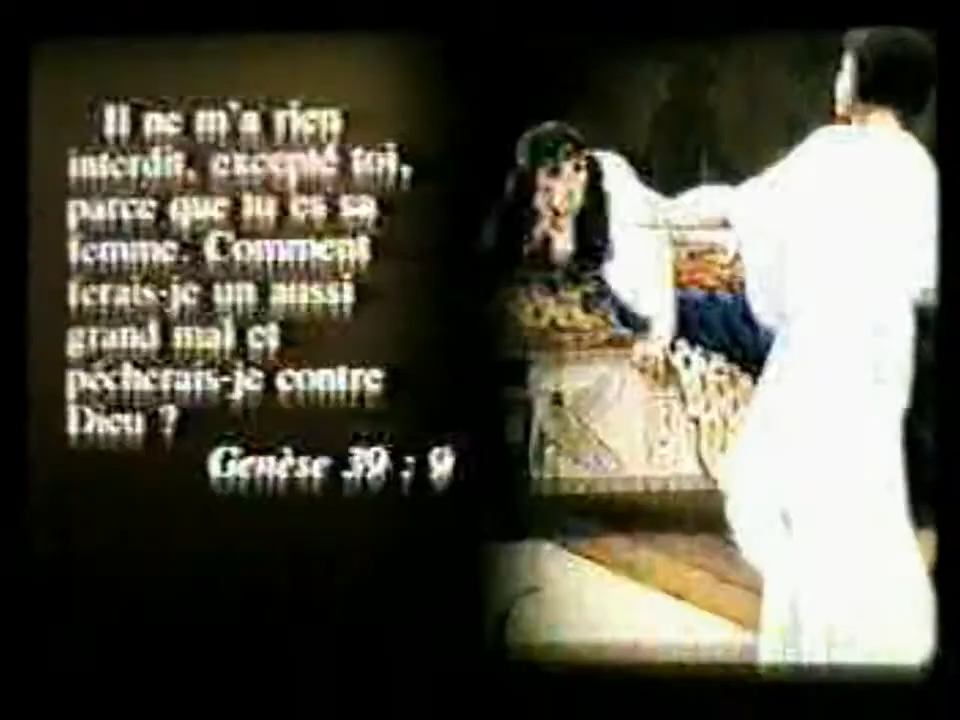 Il ne m'a rien
interdit, excepté toi,
parce que tu es sa
femme. Comment
ferais-je un aussi
grand mal et
pécherais-je contre
Dieu ?
Genèse 39 : 9